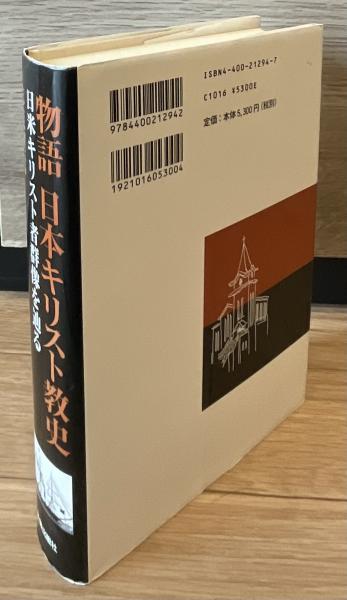 物語 日本キリスト教史
日米キリスト者群像を辿る
9784400212942
1921016053004
ISBN4-400-21294-7
C1016 ¥5300E
定価：本体5,300円（税別）